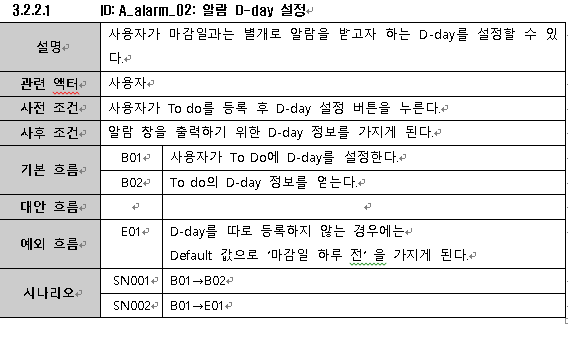 3.2.2.1 ID: A_alarm_02: 알람 D-day 설정
설명 사용자가 마감일과는 별개로 알람을 받고자 하는 D-day를 설정할 수 있
다.
관련 액터 사용자
사전 조건 사용자가 To do를 등록 후 D-day 설정 버튼을 누른다.
사후 조건 알람 창을 출력하기 위한 D-day 정보를 가지게 된다.
기본 흐름 B01 사용자가 To Do에 D-day를 설정한다.
B02 To do의 D-day 정보를 얻는다.
대안 흐름
예외 흐름 E01 D-day를 따로 등록하지 않는 경우에는
Default 값으로 ‘마감일 하루 전’ 을 가지게 된다.
시나리오 SN001 B01→B02
SN002 B01→E01